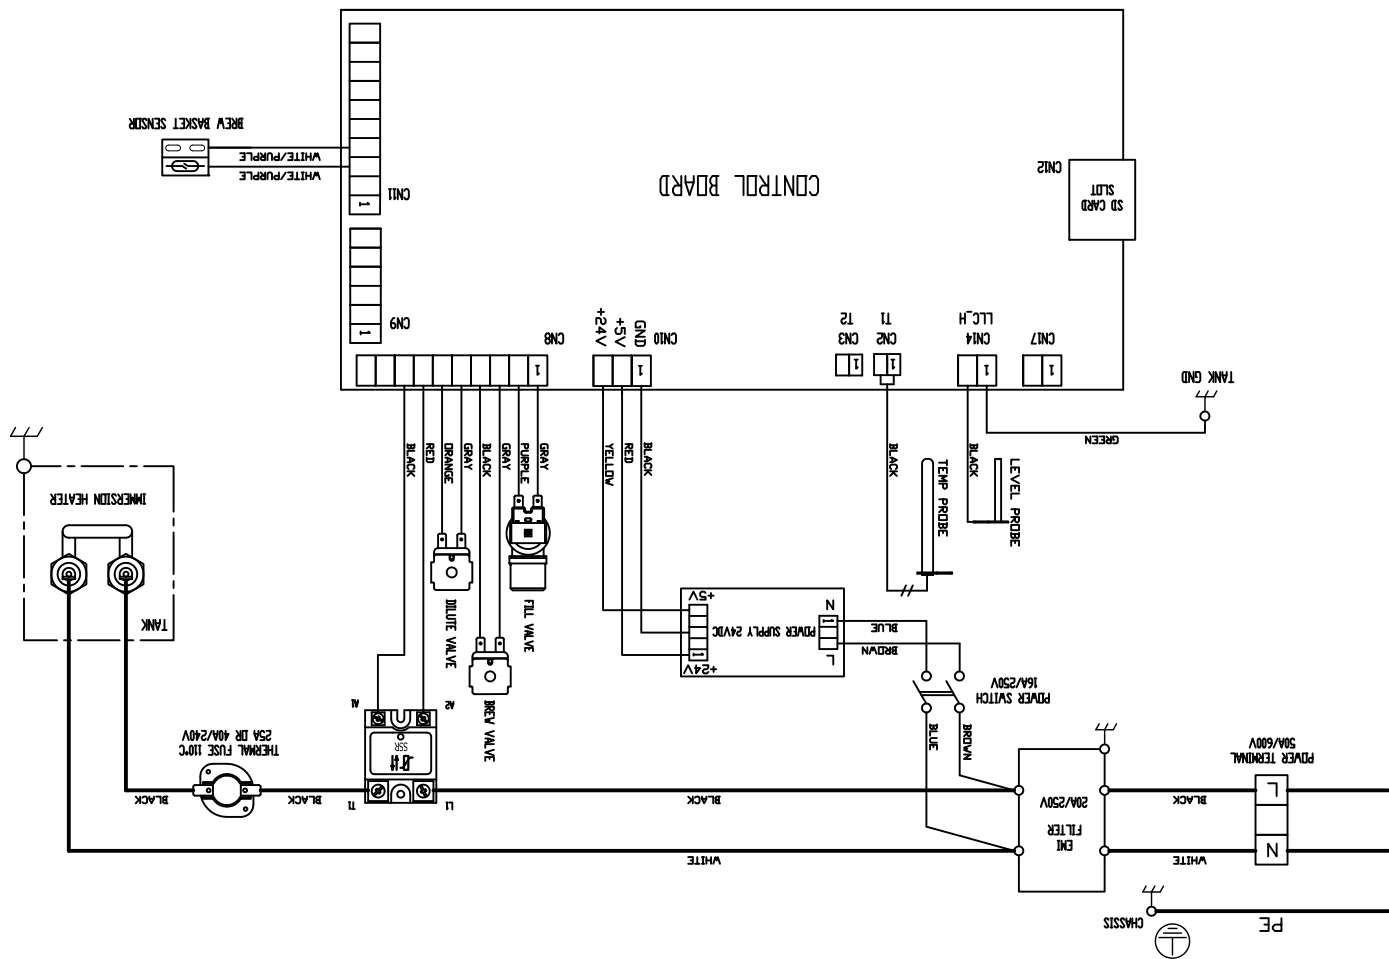 BREW BASKET SENSOR
WHITE/PURPLE
WHITE/PURPLE
CN11
1
CN9
1
CONTROL BOARD
CN12
SD CARD
SLOT
CN8
1
+24V
+5V
GND
CN10
1
T2
CN3
1
T1
CN2
1
LLC_H
CN14
1
CN17
1
TANK GND
GREEN
BLACK
RED
ORANGE
GRAY
BLACK
GRAY
PURPLE
GRAY
YELLOW
RED
BLACK
BLACK
TEMP PROBE
BLACK
LEVEL PROBE
IMMERSION HEATER
TANK
DILUTE VALVE
FILL VALVE
BREW VALVE
+5V
POWER SUPPLY 24VDC
1
+24V
N
1
L
BLUE
BROWN
POWER SWITCH
16A/250V
BLUE
BROWN
A1
A2
SSR
T1
L1
THERMAL FUSE 110°C
25A OR 40A/240V
BLACK
BLACK
BLACK
WHITE
EMI
FILTER
20A/250V
BLACK
WHITE
POWER TERMINAL
50A/600V
L
N
CHASSIS
PE